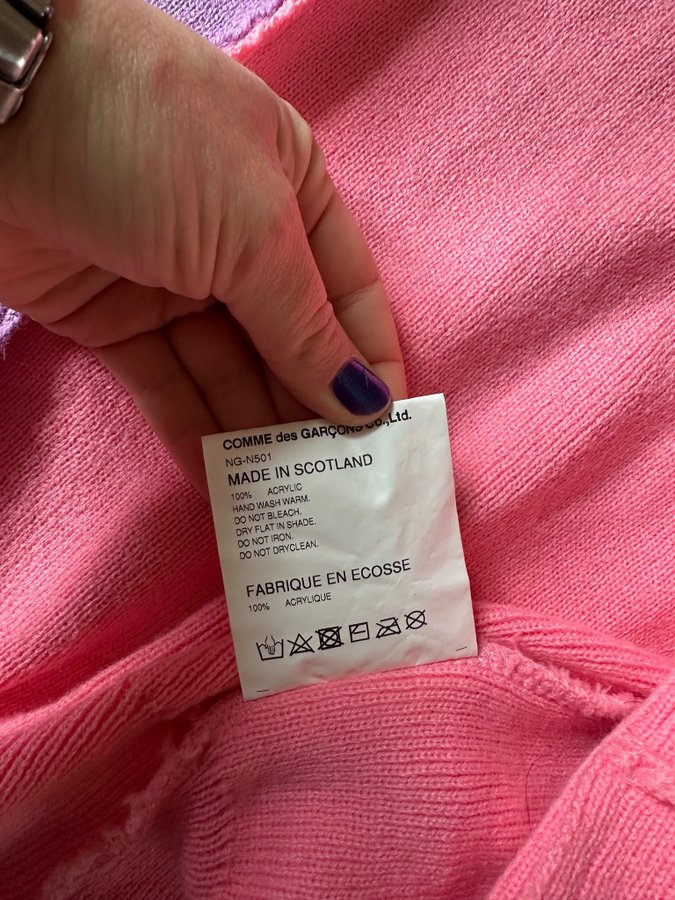 COMME des GARÇONS Co.,Ltd.
NG-N501
MADE IN SCOTLAND
100% ACRYLIC
HAND WASH WARM.
DO NOT BLEACH.
DRY FLAT IN SHADE.
DO NOT IRON.
DO NOT DRYCLEAN.
FABRIQUE EN ECOSSE
100% ACRYLIQUE